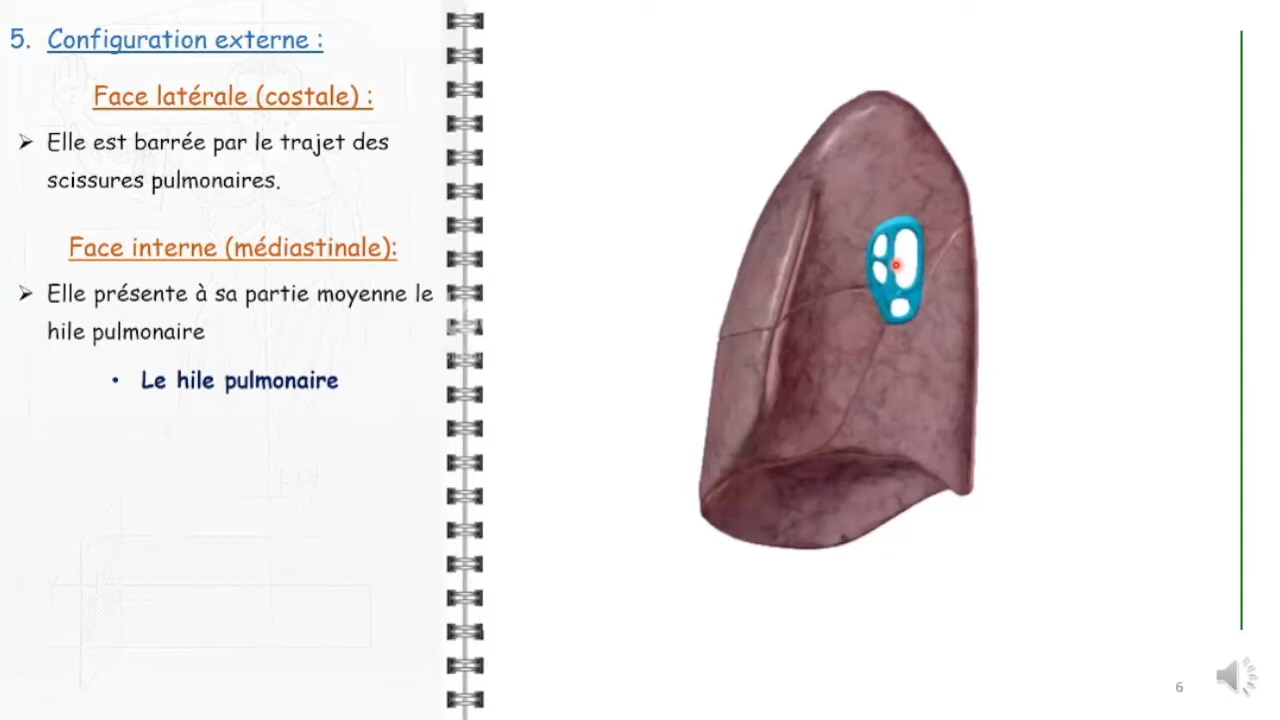 5. Configuration externe :
Face latérale (costale) :
➢ Elle est barrée par le trajet des
scissures pulmonaires.
Face interne (médiastinale):
➢ Elle présente à sa partie moyenne le
hile pulmonaire
• Le hile pulmonaire
6